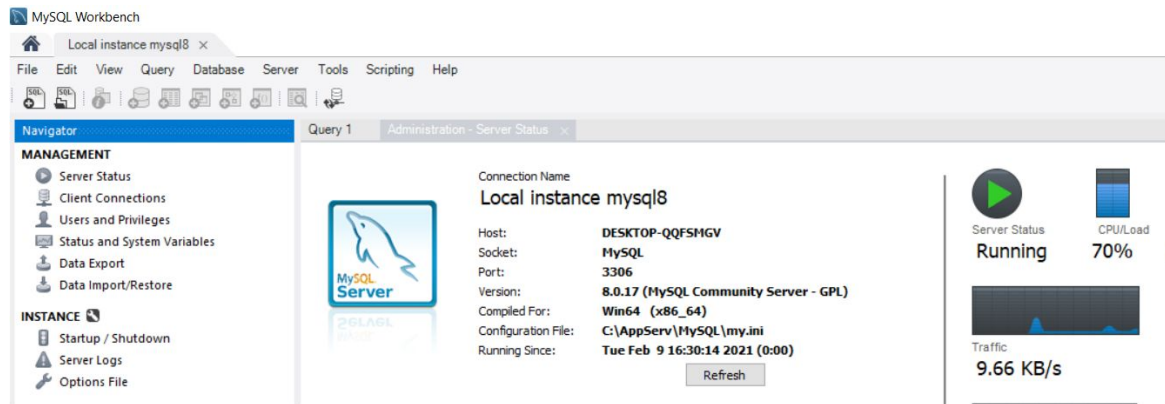 MySQL Workbench
Local instance mysql8 ×
File Edit View Query Database Server Tools Scripting Help
SQL SQL
Navigator
Query 1 Administration - Server Status ×
MANAGEMENT
Server Status
Client Connections
Users and Privileges
Status and System Variables
Data Export
Data Import/Restore
INSTANCE
Startup / Shutdown
Server Logs
Options File
MySQL
Server
Connection Name
Local instance mysql8
Host: DESKTOP-QQFSMGV
Socket: MySQL
Port: 3306
Version: 8.0.17 (MySQL Community Server - GPL)
Compiled For: Win64 (x86_64)
Configuration File: C:\AppServ\MySQL\my.ini
Running Since: Tue Feb 9 16:30:14 2021 (0:00)
Refresh
Server Status
Running
CPU/Load
70%
Traffic
9.66 KB/s